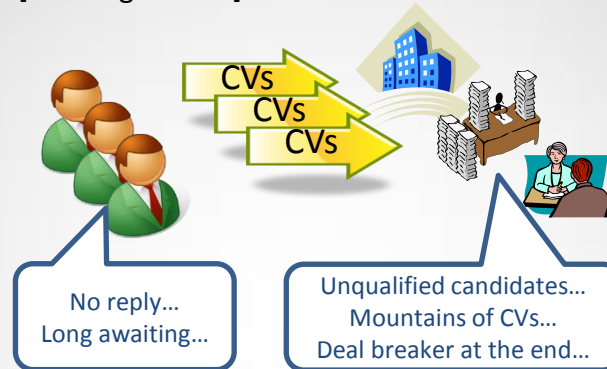 CVs
CVs
CVs
No reply…
Long awaiting…
Unqualified candidates…
Mountains of CVs…
Deal breaker at the end…